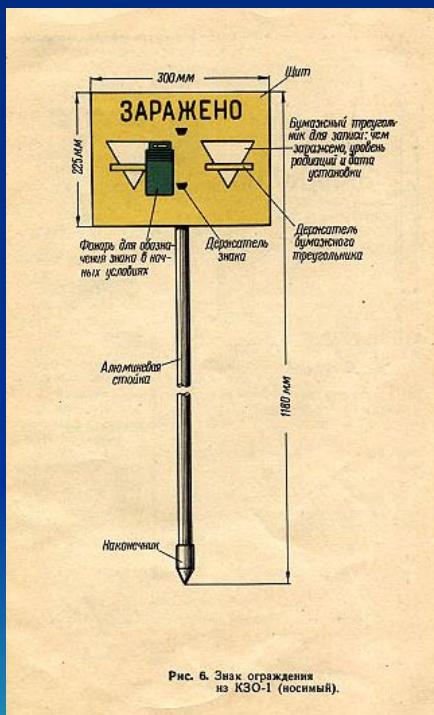 300 мм
Щит
ЗАРАЖЕНО
225 мм
Бумажный треуголь-
ник для записи: чем
заражено, уровень
радиации и дата
установки
Держатель
бумажного
треугольника
Держатель
знака
Фонарь для обозна-
чения знака в ноч-
ных условиях
Алюминевая
стойка
1180 мм
Наконечник
Рис. 6. Знак ограждения
из КЗО-1 (носимый).